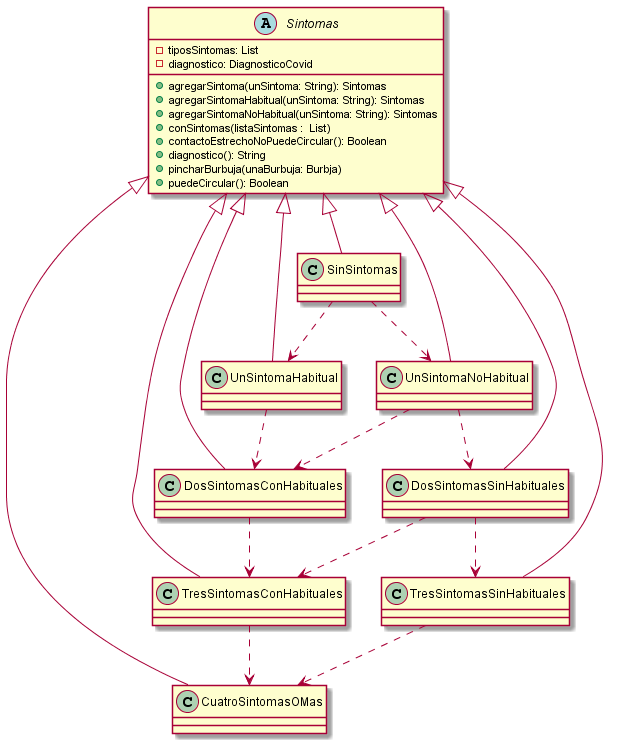 A Sintomas
tiposSintomas: List
diagnostico: DiagnosticoCovid
agregarSintoma(unSintoma: String): Sintomas
agregarSintomaHabitual(unSintoma: String): Sintomas
agregarSintomaNoHabitual(unSintoma: String): Sintomas
conSintomas(listaSintomas : List)
contactoEstrechoNoPuedeCircular(): Boolean
diagnostico(): String
pincharBurbuja(unaBurbuja: Burbja)
puedeCircular(): Boolean
C SinSintomas
C UnSintomaHabitual
C UnSintomaNoHabitual
C DosSintomasConHabituales
C DosSintomasSinHabituales
C TresSintomasConHabituales
C TresSintomasSinHabituales
C CuatroSintomasOMas